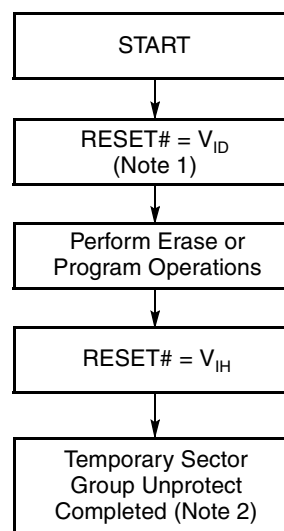 START
RESET# = V_ID
(Note 1)
Perform Erase or
Program Operations
RESET# = V_IH
Temporary Sector
Group Unprotect
Completed (Note 2)